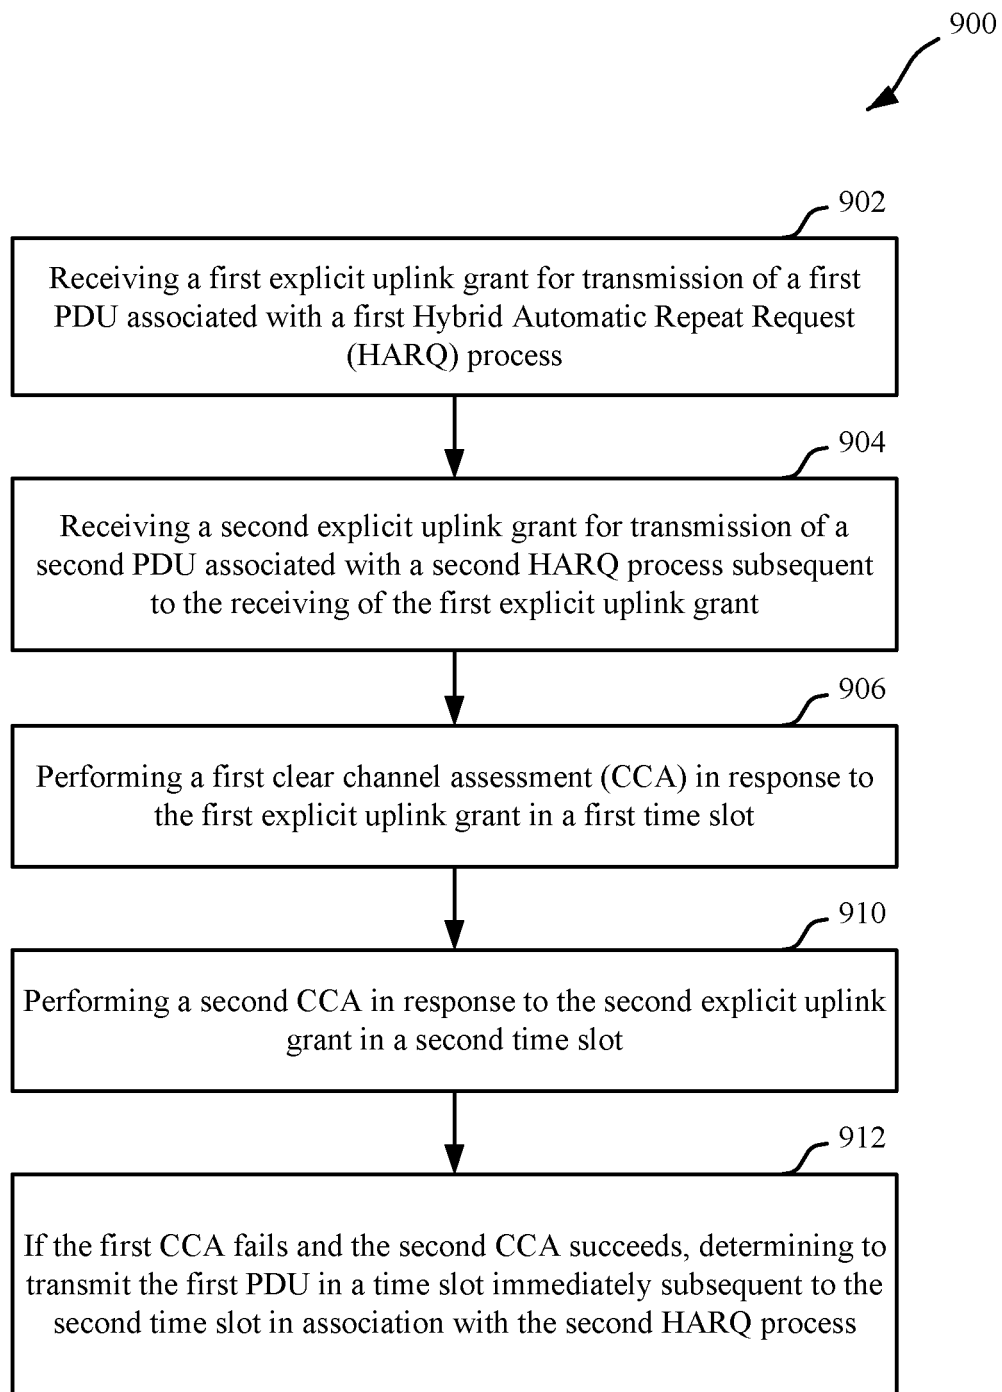 900
902
Receiving a first explicit uplink grant for transmission of a first
PDU associated with a first Hybrid Automatic Repeat Request
(HARQ) process
904
Receiving a second explicit uplink grant for transmission of a
second PDU associated with a second HARQ process subsequent
to the receiving of the first explicit uplink grant
906
Performing a first clear channel assessment (CCA) in response to
the first explicit uplink grant in a first time slot
910
Performing a second CCA in response to the second explicit uplink
grant in a second time slot
912
If the first CCA fails and the second CCA succeeds, determining to
transmit the first PDU in a time slot immediately subsequent to the
second time slot in association with the second HARQ process